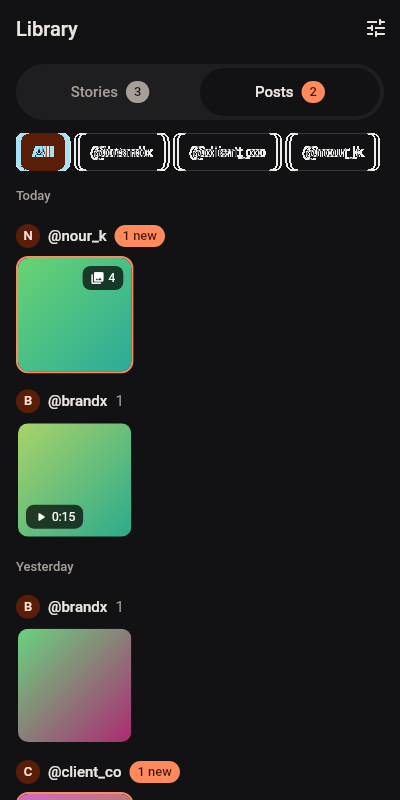 Library
Stories 3
Posts 2
All
Today
N @nour_k 1 new
4
B @brandx 1
0:15
Yesterday
B @brandx 1
C @client_co 1 new